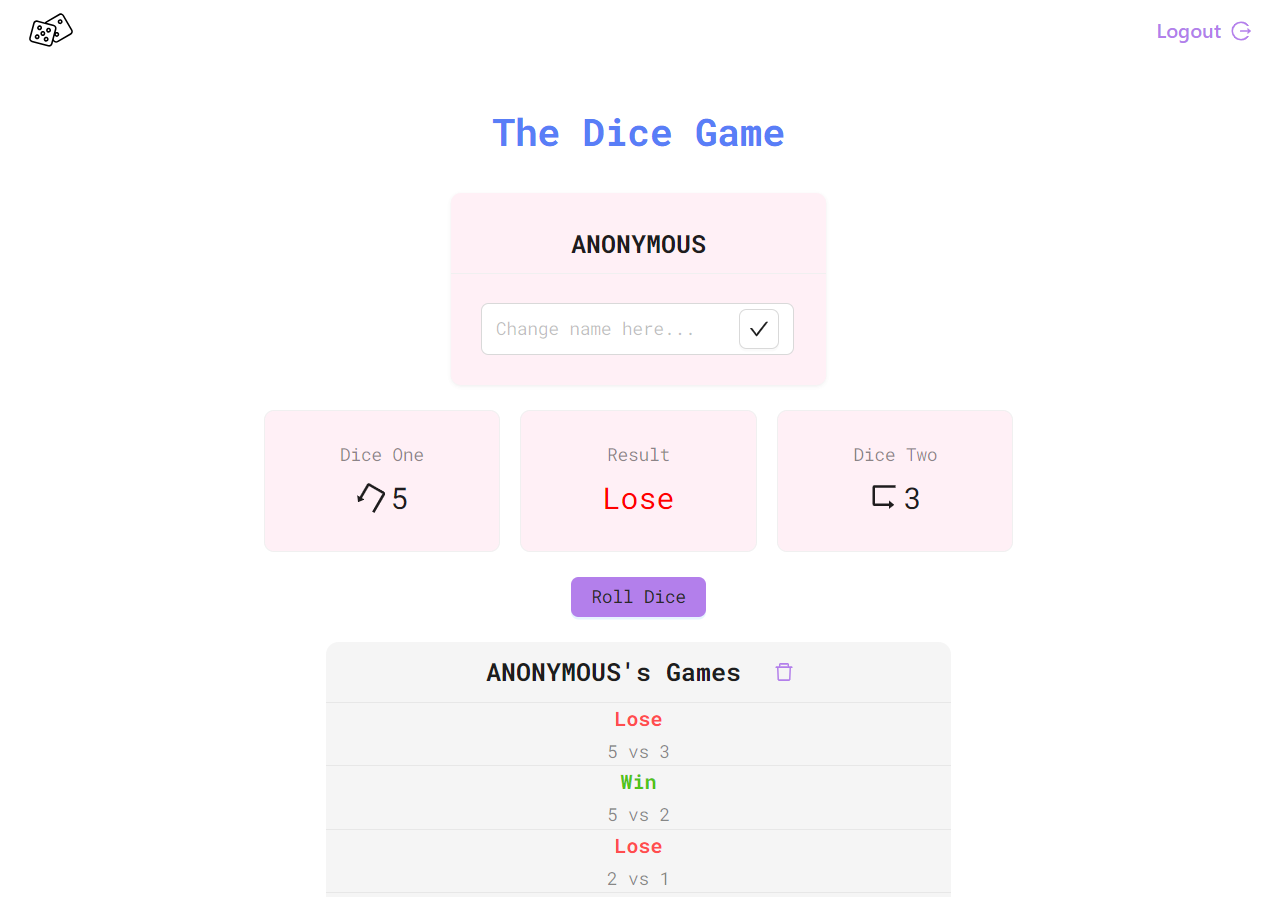 Logout
The Dice Game
ANONYMOUS
Change name here...
Dice One
5
Result
Lose
Dice Two
3
Roll Dice
ANONYMOUS's Games
Lose
5 vs 3
Win
5 vs 2
Lose
2 vs 1